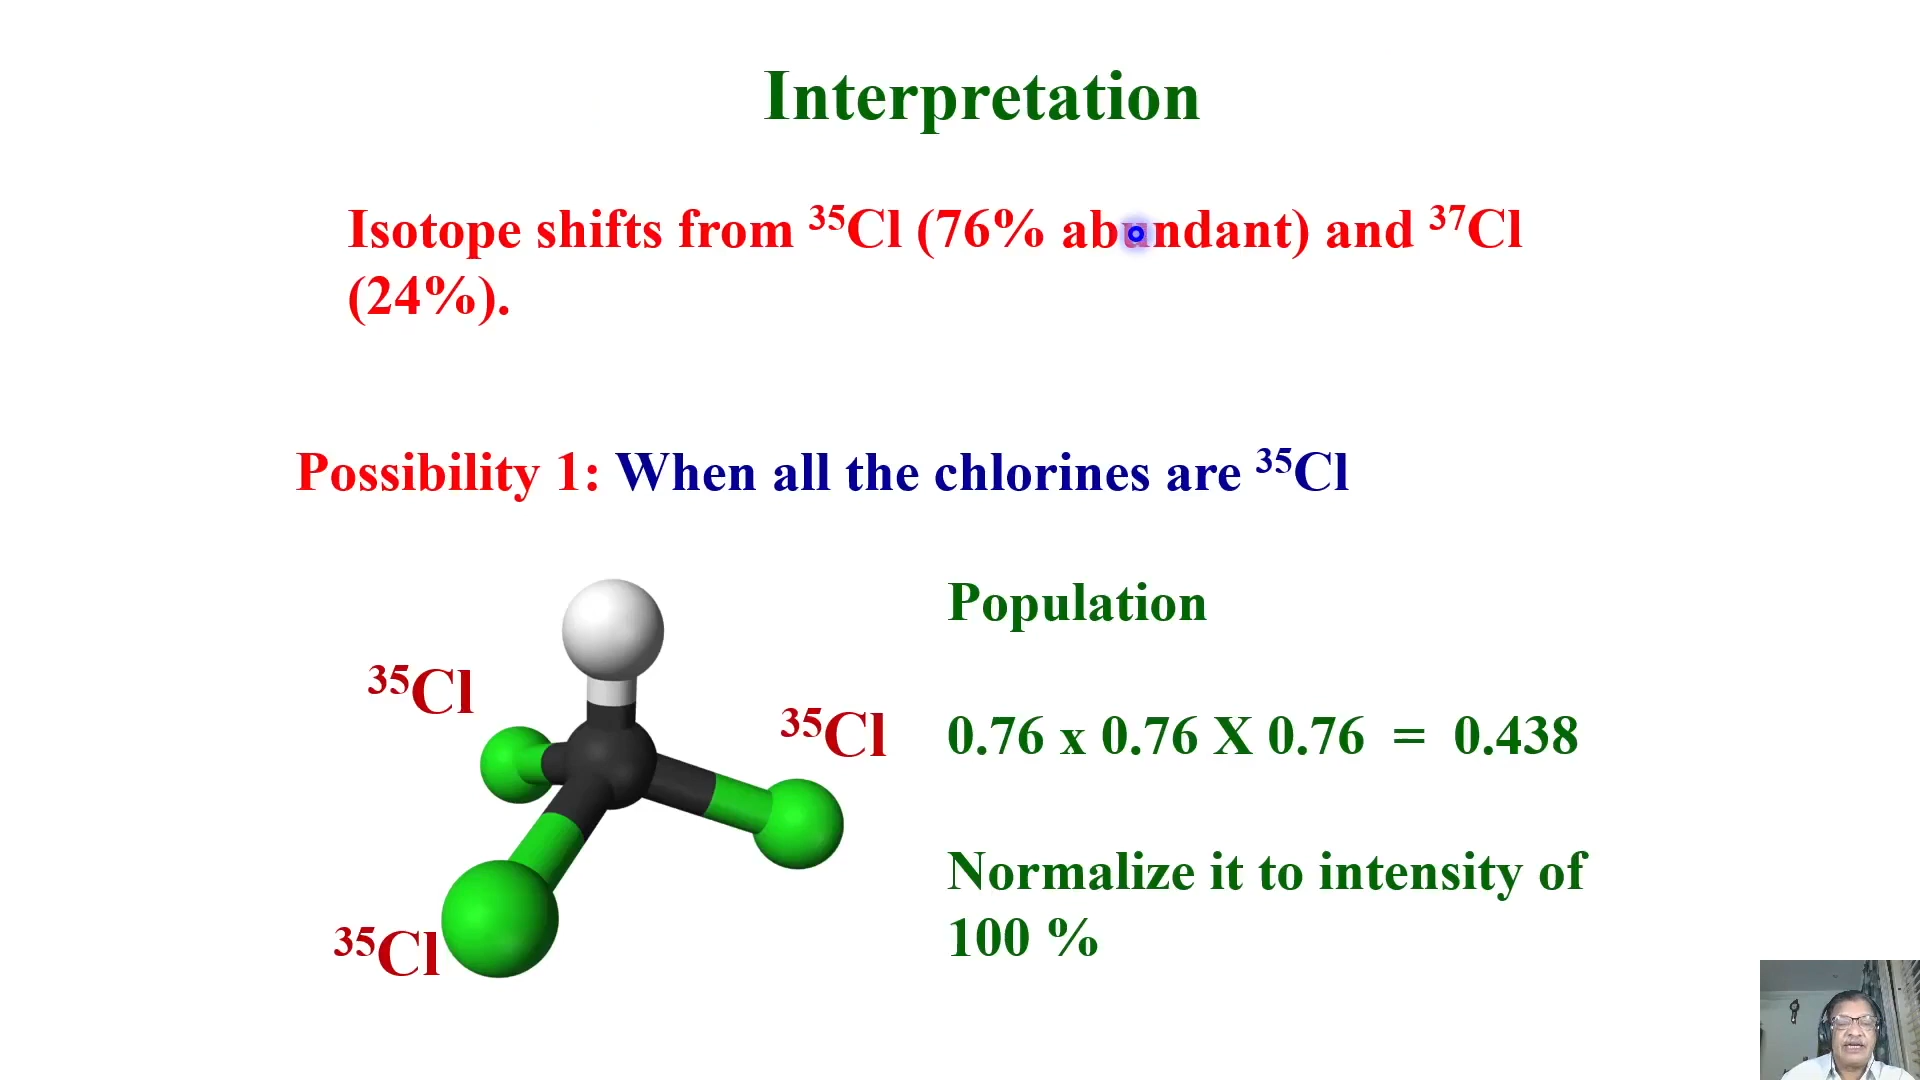 Interpretation
Isotope shifts from ³⁵Cl (76% abundant) and ³⁷Cl
(24%).
Possibility 1: When all the chlorines are ³⁵Cl
Population
³⁵Cl
³⁵Cl
0.76 x 0.76 X 0.76 = 0.438
Normalize it to intensity of
100 %
³⁵Cl